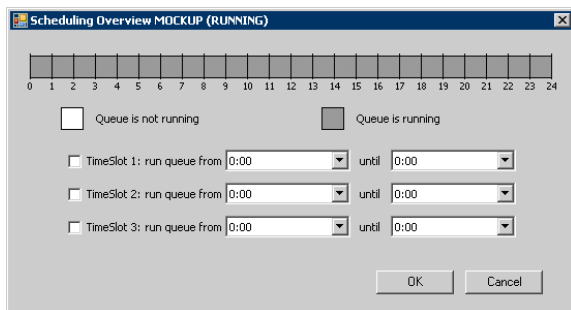 Scheduling Overview MOCKUP (RUNNING)
0 1 2 3 4 5 6 7 8 9 10 11 12 13 14 15 16 17 18 19 20 21 22 23 24
Queue is not running Queue is running
TimeSlot 1: run queue from 0:00 until 0:00
TimeSlot 2: run queue from 0:00 until 0:00
TimeSlot 3: run queue from 0:00 until 0:00
OK Cancel